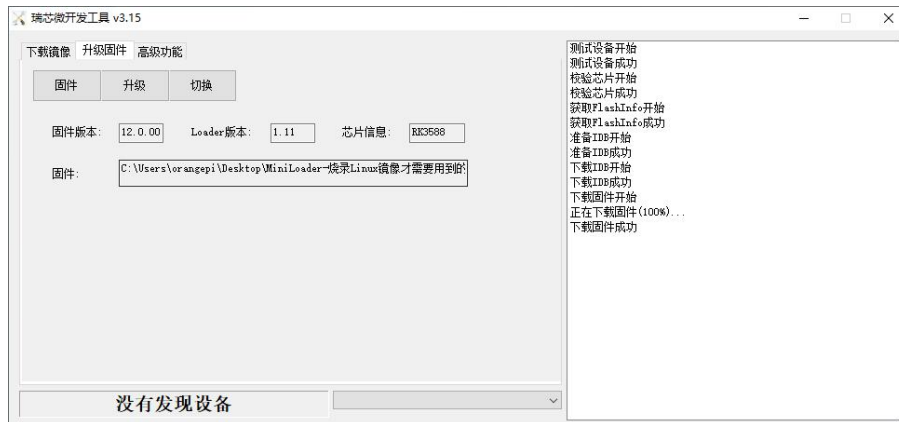 瑞芯微开发工具 v3.15
下载镜像 升级固件 高级功能
固件 升级 切换
固件版本: 12.0.00 Loader版本: 1.11 芯片信息: RK3588
固件: C:\Users\orangepi\Desktop\MiniLoader-烧录Linux镜像才需要用到的
没有发现设备
测试设备开始
测试设备成功
校验芯片开始
校验芯片成功
获取FlashInfo开始
获取FlashInfo成功
准备IDB开始
准备IDB成功
下载IDB开始
下载IDB成功
下载固件开始
正在下载固件(100%)...
下载固件成功